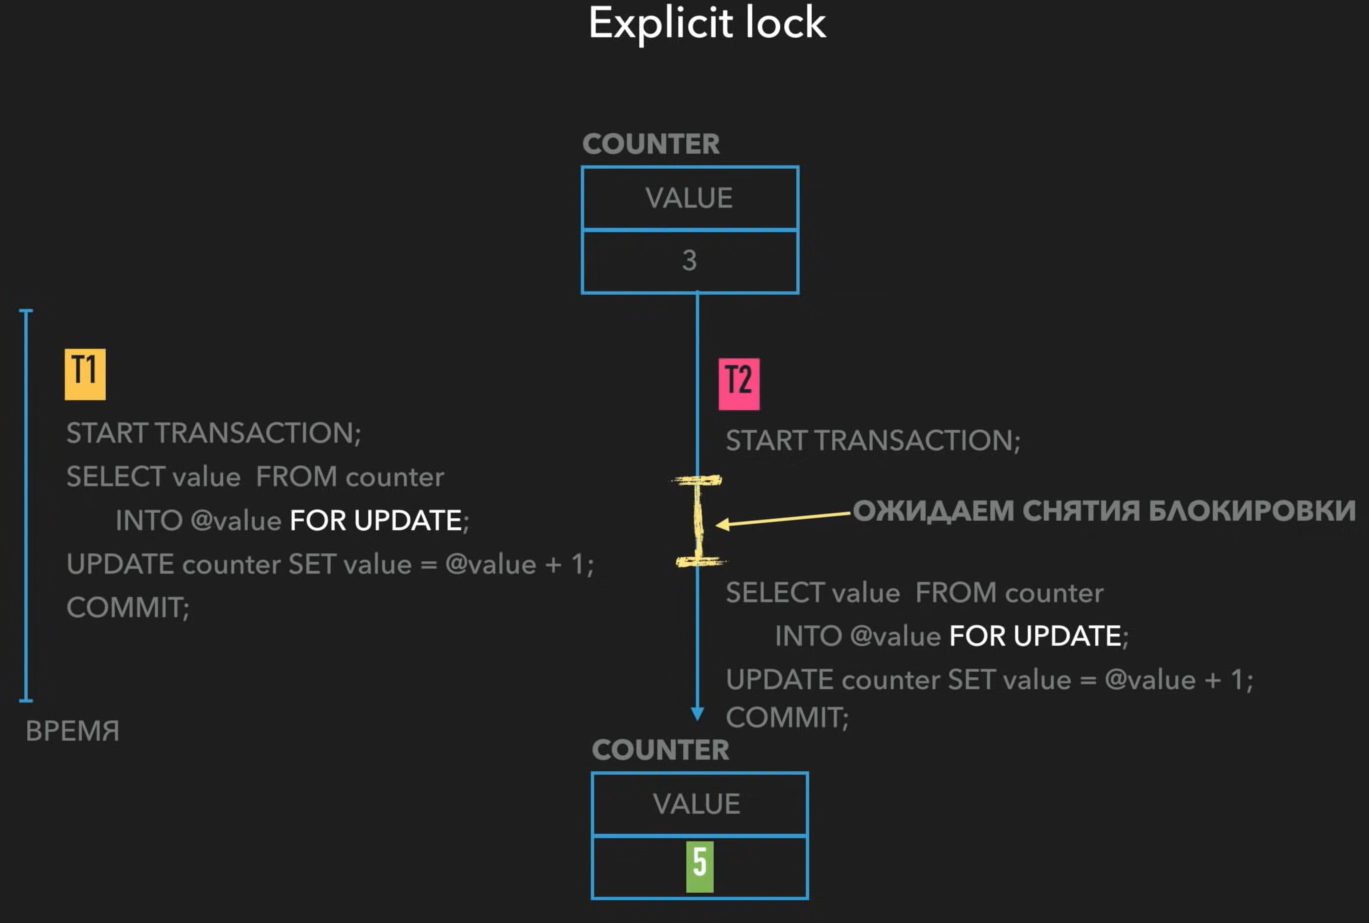 Explicit lock
COUNTER
VALUE
3
T1
START TRANSACTION;
SELECT value FROM counter
INTO @value FOR UPDATE;
UPDATE counter SET value = @value + 1;
COMMIT;
ВРЕМЯ
T2
START TRANSACTION;
ОЖИДАЕМ СНЯТИЯ БЛОКИРОВКИ
SELECT value FROM counter
INTO @value FOR UPDATE;
UPDATE counter SET value = @value + 1;
COMMIT;
COUNTER
VALUE
5